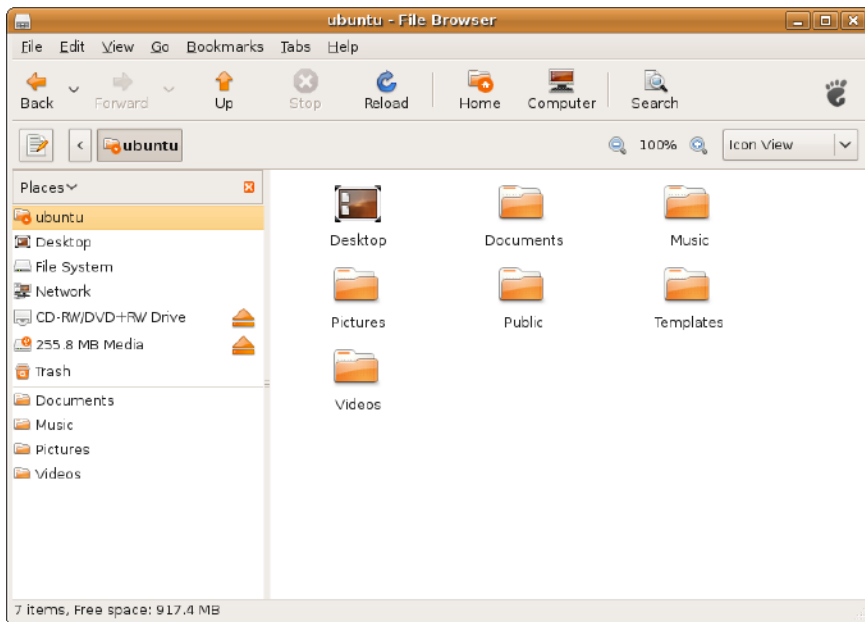 ubuntu - File Browser
File Edit View Go Bookmarks Tabs Help
Back Forward Up Stop Reload Home Computer Search
ubuntu 100% Icon View
Places
ubuntu
Desktop
File System
Network
CD-RW/DVD+RW Drive
255.8 MB Media
Trash
Documents
Music
Pictures
Videos
Desktop Documents Music
Pictures Public Templates
Videos
7 items, Free space: 917.4 MB